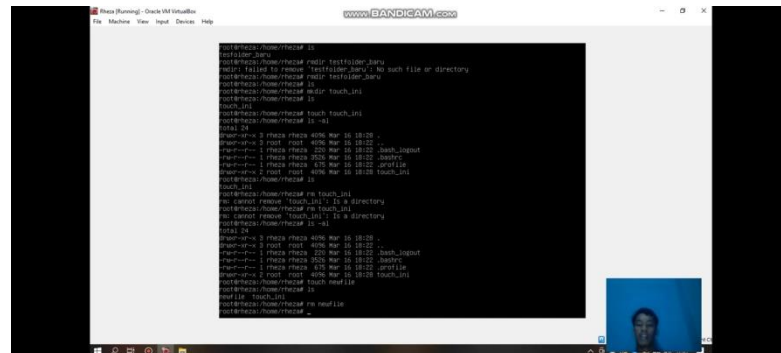 Rheza [Running] - Oracle VM VirtualBox
www.BANDICAM.com
File Machine View Input Devices Help
root@rheza:/home/rheza# ls
tesfolder_baru
root@rheza:/home/rheza# rmdir testfolder_baru
rmdir: failed to remove 'testfolder_baru': No such file or directory
root@rheza:/home/rheza# rmdir tesfolder_baru
root@rheza:/home/rheza# ls
root@rheza:/home/rheza# mkdir touch_ini
root@rheza:/home/rheza# ls
touch_ini
root@rheza:/home/rheza# touch touch_ini
root@rheza:/home/rheza# ls -al
total 24
drwxr-xr-x 3 rheza rheza 4096 Mar 16 18:28 .
drwxr-xr-x 3 root root 4096 Mar 16 18:22 ..
-rw-r--r-- 1 rheza rheza 220 Mar 16 18:22 .bash_logout
-rw-r--r-- 1 rheza rheza 3526 Mar 16 18:22 .bashrc
-rw-r--r-- 1 rheza rheza 675 Mar 16 18:22 .profile
drwxr-xr-x 2 root root 4096 Mar 16 18:28 touch_ini
root@rheza:/home/rheza# ls
touch_ini
root@rheza:/home/rheza# rm touch_ini
rm: cannot remove 'touch_ini': Is a directory
root@rheza:/home/rheza# rm touch_ini
rm: cannot remove 'touch_ini': Is a directory
root@rheza:/home/rheza# ls -al
total 24
drwxr-xr-x 3 rheza rheza 4096 Mar 16 18:28 .
drwxr-xr-x 3 root root 4096 Mar 16 18:22 ..
-rw-r--r-- 1 rheza rheza 220 Mar 16 18:22 .bash_logout
-rw-r--r-- 1 rheza rheza 3526 Mar 16 18:22 .bashrc
-rw-r--r-- 1 rheza rheza 675 Mar 16 18:22 .profile
drwxr-xr-x 2 root root 4096 Mar 16 18:28 touch_ini
root@rheza:/home/rheza# touch newfile
root@rheza:/home/rheza# ls
newfile touch_ini
root@rheza:/home/rheza# rm newfile
root@rheza:/home/rheza# _